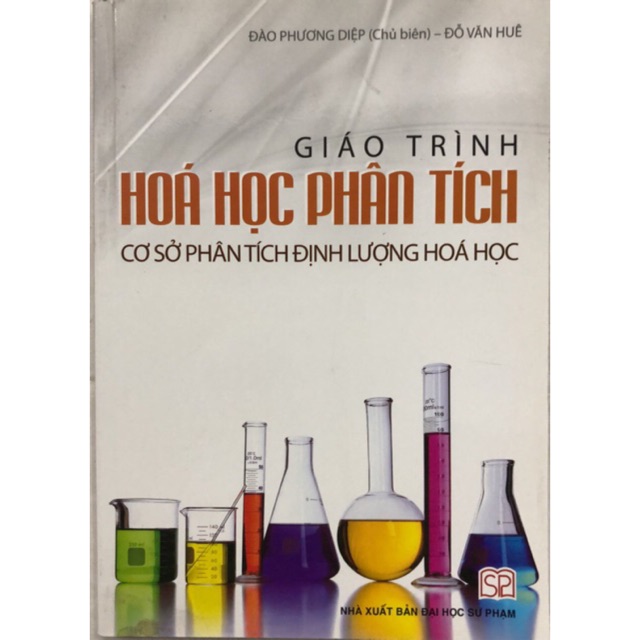 ĐÀO PHƯƠNG DIỆP (Chủ biên) – ĐỖ VĂN HUÊ
GIÁO TRÌNH
HOÁ HỌC PHÂN TÍCH
CƠ SỞ PHÂN TÍCH ĐỊNH LƯỢNG HOÁ HỌC
SP
NHÀ XUẤT BẢN ĐẠI HỌC SƯ PHẠM